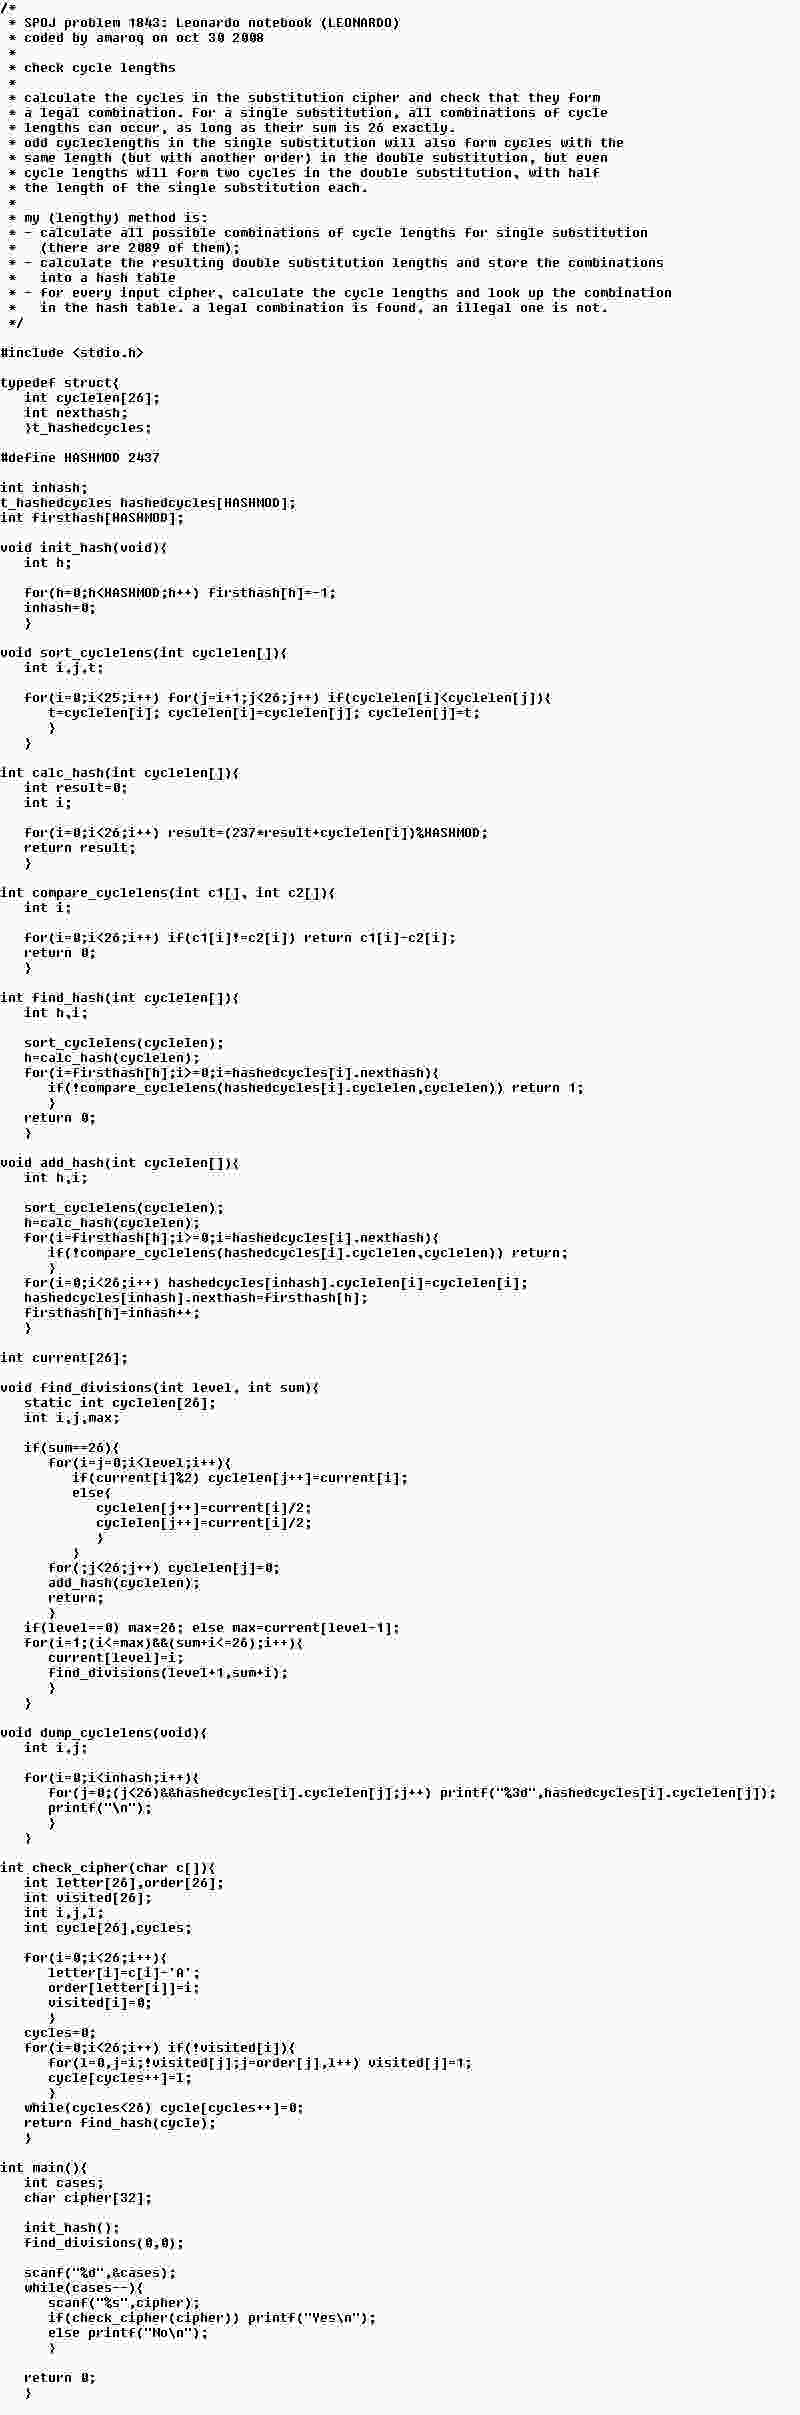 /*
 * SPOJ problem 1843: Leonardo notebook (LEONARDO)
 * coded by amaroq on oct 30 2008
 *
 * check cycle lengths
 *
 * calculate the cycles in the substitution cipher and check that they form
 * a legal combination. For a single substitution, all combinations of cycle
 * lengths can occur, as long as their sum is 26 exactly.
 * odd cyclelengths in the single substitution will also form cycles with the
 * same length (but with another order) in the double substitution, but even
 * cycle lengths will form two cycles in the double substitution, with half
 * the length of the single substitution each.
 *
 * my (lengthy) method is:
 * - calculate all possible combinations of cycle lengths for single substitution
 *   (there are 2089 of them);
 * - calculate the resulting double substitution lengths and store the combinations
 *   into a hash table
 * - for every input cipher, calculate the cycle lengths and look up the combination
 *   in the hash table. a legal combination is found, an illegal one is not.
 */

#include <stdio.h>

typedef struct{
   int cyclelen[26];
   int nexthash;
   }t_hashedcycles;

#define HASHMOD 2437

int inhash;
t_hashedcycles hashedcycles[HASHMOD];
int firsthash[HASHMOD];

void init_hash(void){
   int h;

   for(h=0;h<HASHMOD;h++) firsthash[h]=-1;
   inhash=0;
   }

void sort_cyclelens(int cyclelen[]){
   int i,j,t;

   for(i=0;i<25;i++) for(j=i+1;j<26;j++) if(cyclelen[i]<cyclelen[j]){
      t=cyclelen[i]; cyclelen[i]=cyclelen[j]; cyclelen[j]=t;
      }
   }

int calc_hash(int cyclelen[]){
   int result=0;
   int i;

   for(i=0;i<26;i++) result=(237*result+cyclelen[i])%HASHMOD;
   return result;
   }

int compare_cyclelens(int c1[], int c2[]){
   int i;

   for(i=0;i<26;i++) if(c1[i]!=c2[i]) return c1[i]-c2[i];
   return 0;
   }

int find_hash(int cyclelen[]){
   int h,i;

   sort_cyclelens(cyclelen);
   h=calc_hash(cyclelen);
   for(i=firsthash[h];i>=0;i=hashedcycles[i].nexthash){
      if(!compare_cyclelens(hashedcycles[i].cyclelen,cyclelen)) return 1;
      }
   return 0;
   }

void add_hash(int cyclelen[]){
   int h,i;

   sort_cyclelens(cyclelen);
   h=calc_hash(cyclelen);
   for(i=firsthash[h];i>=0;i=hashedcycles[i].nexthash){
      if(!compare_cyclelens(hashedcycles[i].cyclelen,cyclelen)) return;
      }
   for(i=0;i<26;i++) hashedcycles[inhash].cyclelen[i]=cyclelen[i];
   hashedcycles[inhash].nexthash=firsthash[h];
   firsthash[h]=inhash++;
   }

int current[26];

void find_divisions(int level, int sum){
   static int cyclelen[26];
   int i,j,max;

   if(sum==26){
      for(i=j=0;i<level;i++){
         if(current[i]%2) cyclelen[j++]=current[i];
         else{
            cyclelen[j++]=current[i]/2;
            cyclelen[j++]=current[i]/2;
            }
         }
      for(;j<26;j++) cyclelen[j]=0;
      add_hash(cyclelen);
      return;
      }
   if(level==0) max=26; else max=current[level-1];
   for(i=1;(i<=max)&&(sum+i<=26);i++){
      current[level]=i;
      find_divisions(level+1,sum+i);
      }
   }

void dump_cyclelens(void){
   int i,j;

   for(i=0;i<inhash;i++){
      for(j=0;(j<26)&&hashedcycles[i].cyclelen[j];j++) printf("%3d",hashedcycles[i].cyclelen[j]);
      printf("\n");
      }
   }

int check_cipher(char c[]){
   int letter[26],order[26];
   int visited[26];
   int i,j,l;
   int cycle[26],cycles;

   for(i=0;i<26;i++){
      letter[i]=c[i]-'A';
      order[letter[i]]=i;
      visited[i]=0;
      }
   cycles=0;
   for(i=0;i<26;i++) if(!visited[i]){
      for(l=0,j=i;!visited[j];j=order[j],l++) visited[j]=1;
      cycle[cycles++]=l;
      }
   while(cycles<26) cycle[cycles++]=0;
   return find_hash(cycle);
   }

int main(){
   int cases;
   char cipher[32];

   init_hash();
   find_divisions(0,0);

   scanf("%d",&cases);
   while(cases--){
      scanf("%s",cipher);
      if(check_cipher(cipher)) printf("Yes\n");
      else printf("No\n");
      }

   return 0;
   }